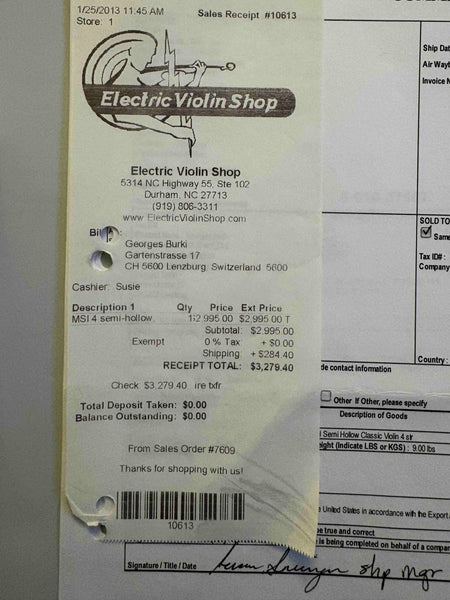 1/25/2013 11:45 AM Sales Receipt #10613
Store: 1
Electric Violin Shop
Electric Violin Shop
5314 NC Highway 55, Ste 102
Durham, NC 27713
(919) 806-3311
www ElectricViolinShop.com
Georges Burki
Gartenstrasse 17
CH 5600 Lenzburg, Switzerland 5600
Cashier: Susie
Description 1 Qty Price Ext Price
MSI 4 semi-hollow. 1 $2,995.00 $2,995.00 T
Subtotal: $2,995.00
Exempt 0 % Tax + $0.00
Shipping: + $284.40
RECEIPT TOTAL: $3,279.40
Check $3,279.40 ire txfr
Total Deposit Taken: $0.00
Balance Outstanding: $0.00
From Sales Order #7609
Thanks for shopping with us!
10613
Ship Da
Air Wayb
Invoice N
SOLD TO
Same
Tax ID#:
Company
Country:
de contact information
Other If Other, please specify
Description of Goods
Semi Hollow Classic Violin 4 str
ight (Indicate LBS or KGS): 9.00 lbs
United States in accordance with the Export
be true and correct
is being completed on behalf of a compan
Signature / Title / Date shp mgr